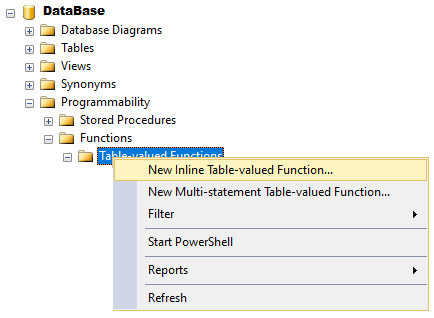 DataBase
Database Diagrams
Tables
Views
Synonyms
Programmability
Stored Procedures
Functions
Table-valued Functions
New Inline Table-valued Function...
New Multi-statement Table-valued Function...
Filter
Start PowerShell
Reports
Refresh